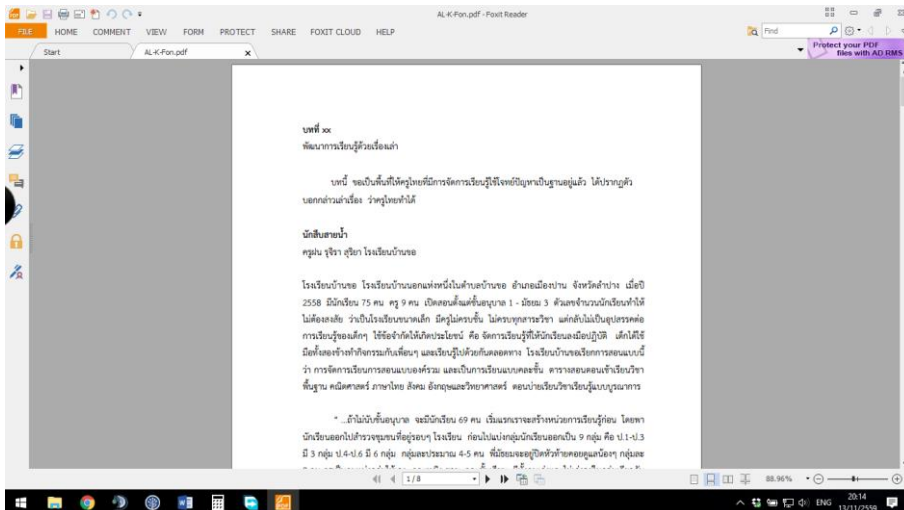 AL-K-Fon.pdf - Foxit Reader
FILE HOME COMMENT VIEW FORM PROTECT SHARE FOXIT CLOUD HELP
Find
Start AL-K-Fon.pdf x
Protect your PDF
files with AD RMS
บทที่ xx
พัฒนาการเรียนรู้ด้วยเรื่องเล่า
บทนี้ ขอเป็นพื้นที่ให้ครูไทยที่มีการจัดการเรียนรู้ใช้โจทย์ปัญหาเป็นฐานอยู่แล้ว ได้ปรากฏตัว
บอกกล่าวเล่าเรื่อง ว่าครูไทยทำได้
นักสืบสายน้ำ
ครูฝน รุจิรา สุริยา โรงเรียนบ้านขอ
โรงเรียนบ้านขอ โรงเรียนบ้านนอกแห่งหนึ่งในตำบลบ้านขอ อำเภอเมืองปาน จังหวัดลำปาง เมื่อปี
2558 มีนักเรียน 75 คน ครู 9 คน เปิดสอนตั้งแต่ชั้นอนุบาล 1 - มัธยม 3 ตัวเลขจำนวนนักเรียนทำให้
ไม่ต้องสงสัย ว่าเป็นโรงเรียนขนาดเล็ก มีครูไม่ครบชั้น ไม่ครบทุกสาระวิชา แต่กลับไม่เป็นอุปสรรคต่อ
การเรียนรู้ของเด็กๆ ใช้ข้อจำกัดให้เกิดประโยชน์ คือ จัดการเรียนรู้ที่ให้นักเรียนลงมือปฏิบัติ เด็กได้ใช้
มือทั้งสองข้างทำกิจกรรมกับเพื่อนๆ และเรียนรู้ไปด้วยกันตลอดทาง โรงเรียนบ้านขอเรียกการสอนแบบนี้
ว่า การจัดการเรียนการสอนแบบองค์รวม และเป็นการเรียนแบบคละชั้น ตารางสอนตอนเช้าเรียนวิชา
พื้นฐาน คณิตศาสตร์ ภาษาไทย สังคม อังกฤษและวิทยาศาสตร์ ตอนบ่ายเรียนวิชาเรียนรู้แบบบูรณาการ
" ...ถ้าไม่นับชั้นอนุบาล จะมีนักเรียน 69 คน เริ่มแรกเราจะสร้างหน่วยการเรียนรู้ก่อน โดยพา
นักเรียนออกไปสำรวจชุมชนที่อยู่รอบๆ โรงเรียน ก่อนไปแบ่งกลุ่มนักเรียนออกเป็น 9 กลุ่ม คือ ป.1-ป.3
มี 3 กลุ่ม ป.4-ป.6 มี 6 กลุ่ม กลุ่มละประมาณ 4-5 คน พี่มัธยมจะอยู่ปิดหัวท้ายคอยดูแลน้องๆ กลุ่มละ
1 / 8
88.96%
ENG 20:14
13/11/2559